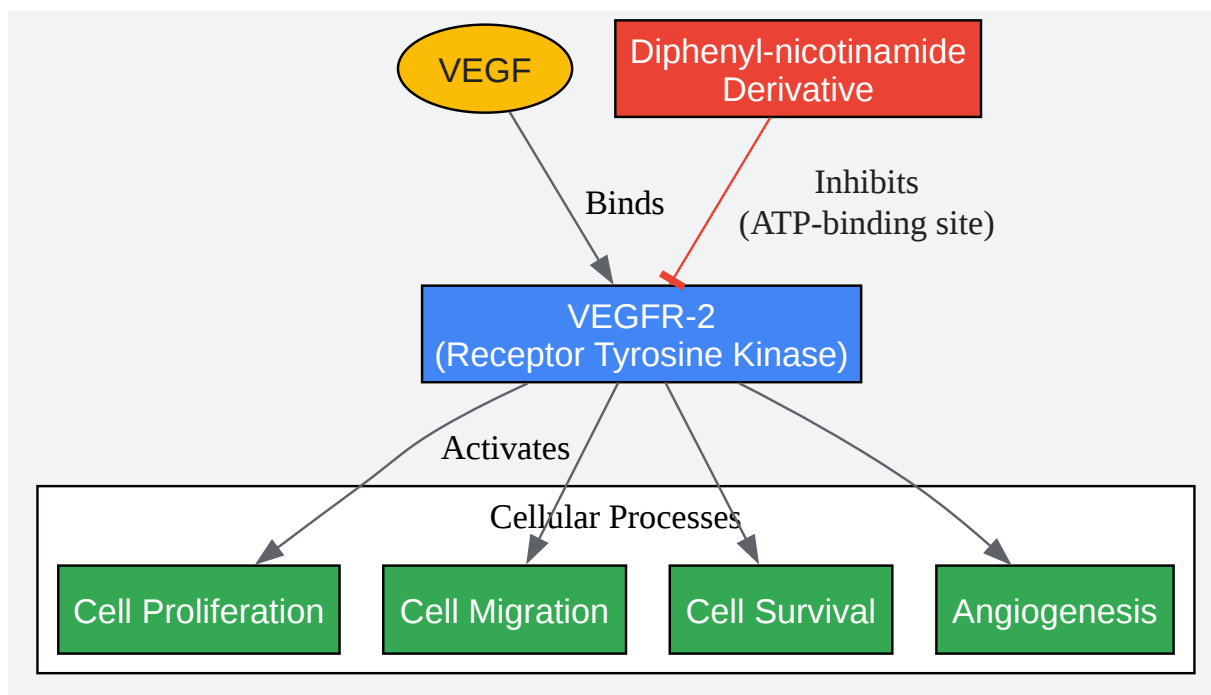 VEGF
Diphenyl-nicotinamide
Derivative
Binds
Inhibits
(ATP-binding site)
VEGFR-2
(Receptor Tyrosine Kinase)
Activates
Cellular Processes
Cell Proliferation
Cell Migration
Cell Survival
Angiogenesis